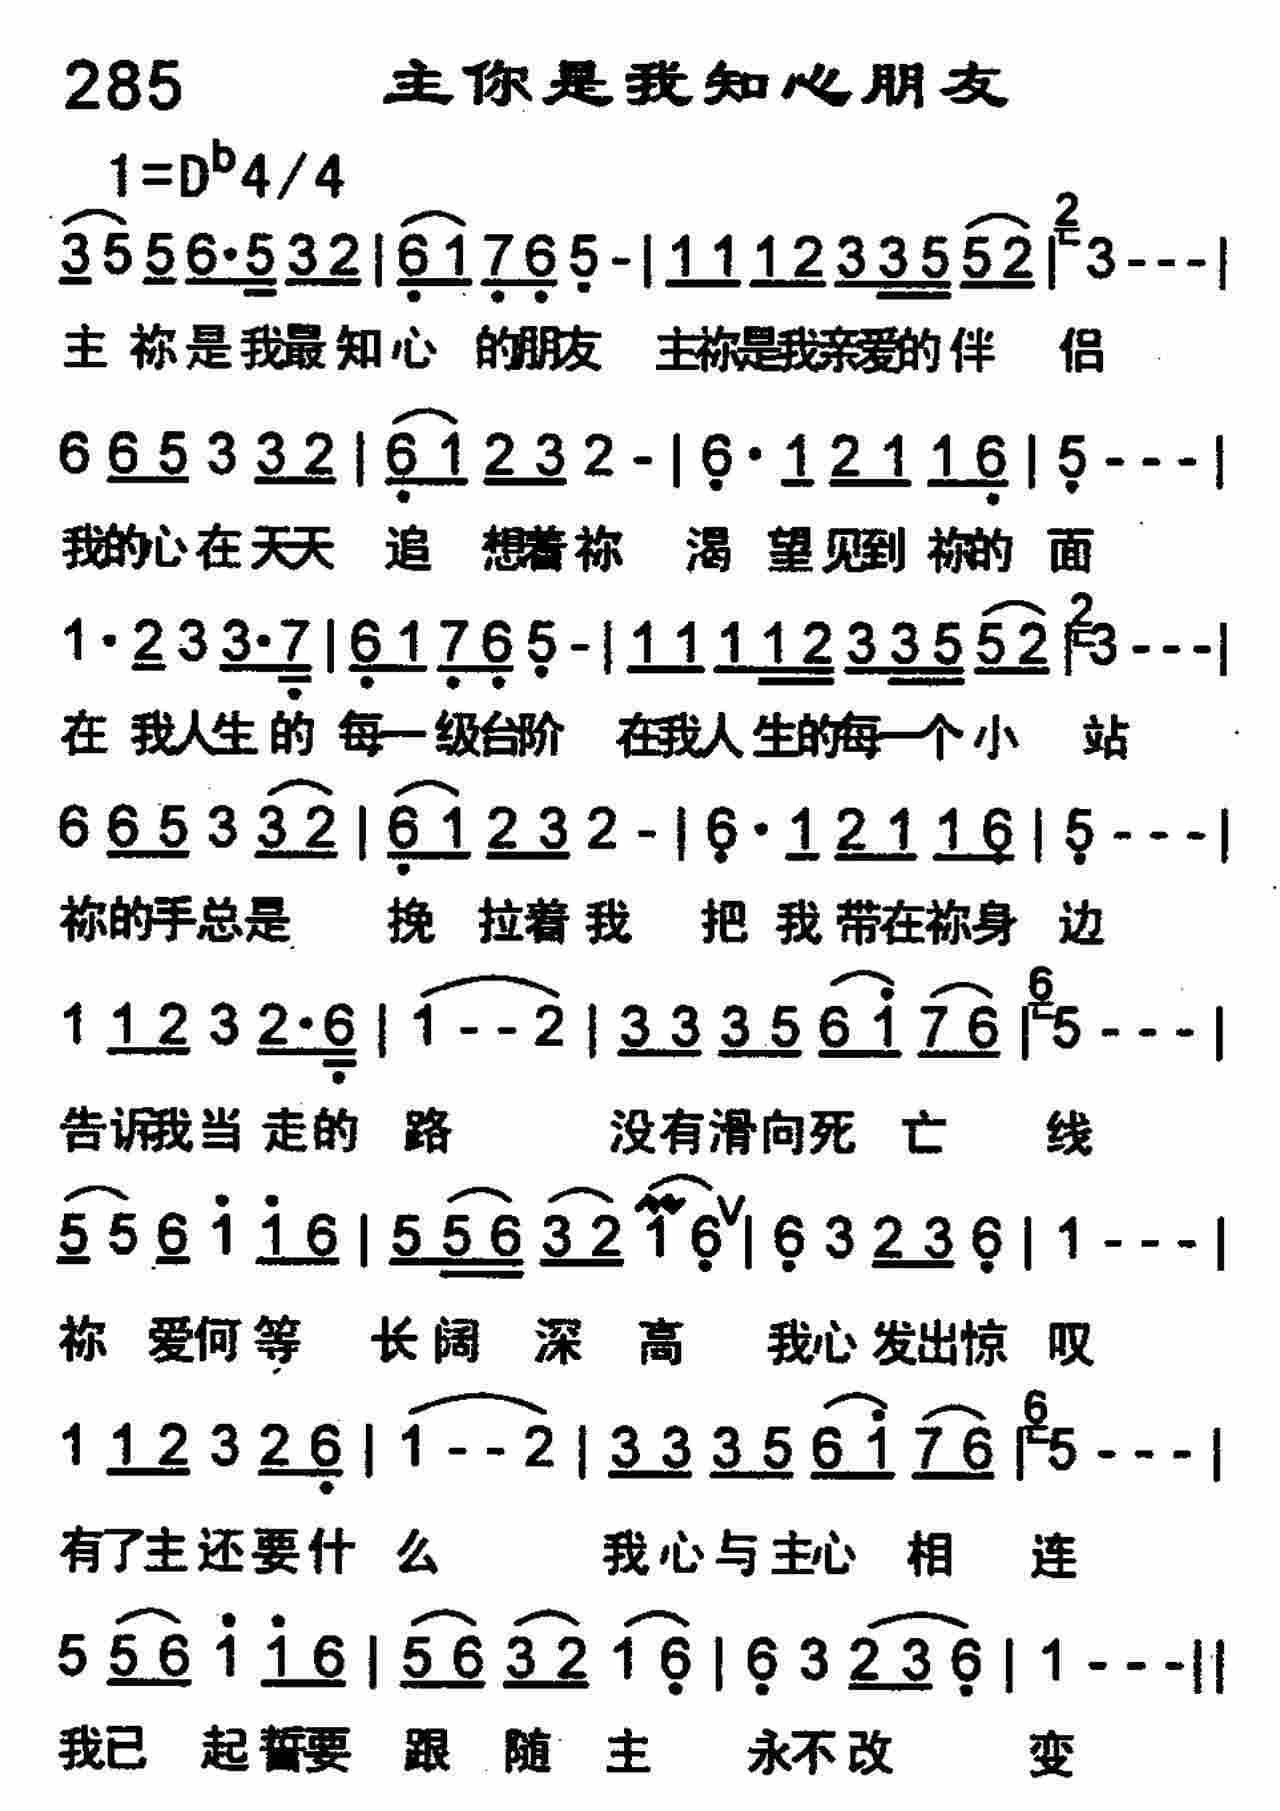 285 主你是我知心朋友
1=Db4/4
3 5 5 6·5 3 2 | 6 1 7 6 5 - | 1 1 1 2 3 3 5 5 2 | 2 3 - - - |
主祢是我最知心的朋友 主祢是我亲爱的伴侣
6 6 5 3 3 2 | 6 1 2 3 2 - | 6 · 1 2 1 1 6 | 5 - - - |
我的心在天天追想着祢 渴望见到祢的面
1 · 2 3 3·7 | 6 1 7 6 5 - | 1 1 1 1 2 3 3 5 5 2 | 2 3 - - - |
在我人生的每一级台阶 在我人生的每一个小站
6 6 5 3 3 2 | 6 1 2 3 2 - | 6 · 1 2 1 1 6 | 5 - - - |
祢的手总是挽拉着我 把我带在祢身边
1 1 2 3 2·6 | 1 - - 2 | 3 3 3 5 6 1 7 6 | 6 5 - - - |
告诉我当走的路 没有滑向死亡线
5 5 6 1 1 6 | 5 5 6 3 2 1 6 V | 6 3 2 3 6 | 1 - - - |
祢爱何等长阔深高 我心发出惊叹
1 1 2 3 2 6 | 1 - - 2 | 3 3 3 5 6 1 7 6 | 6 5 - - - |
有了主还要什么 我心与主心相连
5 5 6 1 1 6 | 5 6 3 2 1 6 | 6 3 2 3 6 | 1 - - - ||
我已起誓要跟随主 永不改变